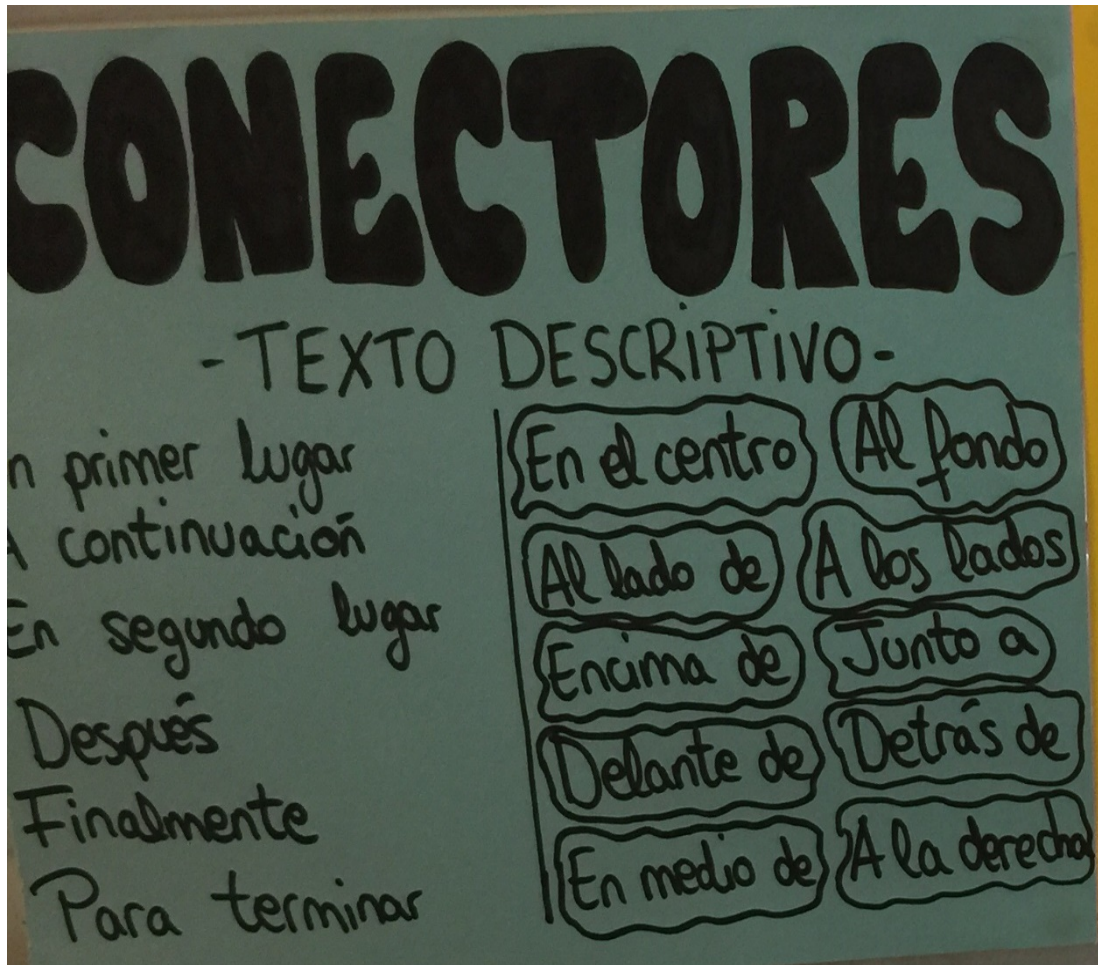 CONECTORES
-TEXTO DESCRIPTIVO-
n primer lugar
A continuación
En segundo lugar
Después
Finalmente
Para terminar
En el centro Al fondo
Al lado de A los lados
Encima de Junto a
Delante de Detrás de
En medio de A la derecha